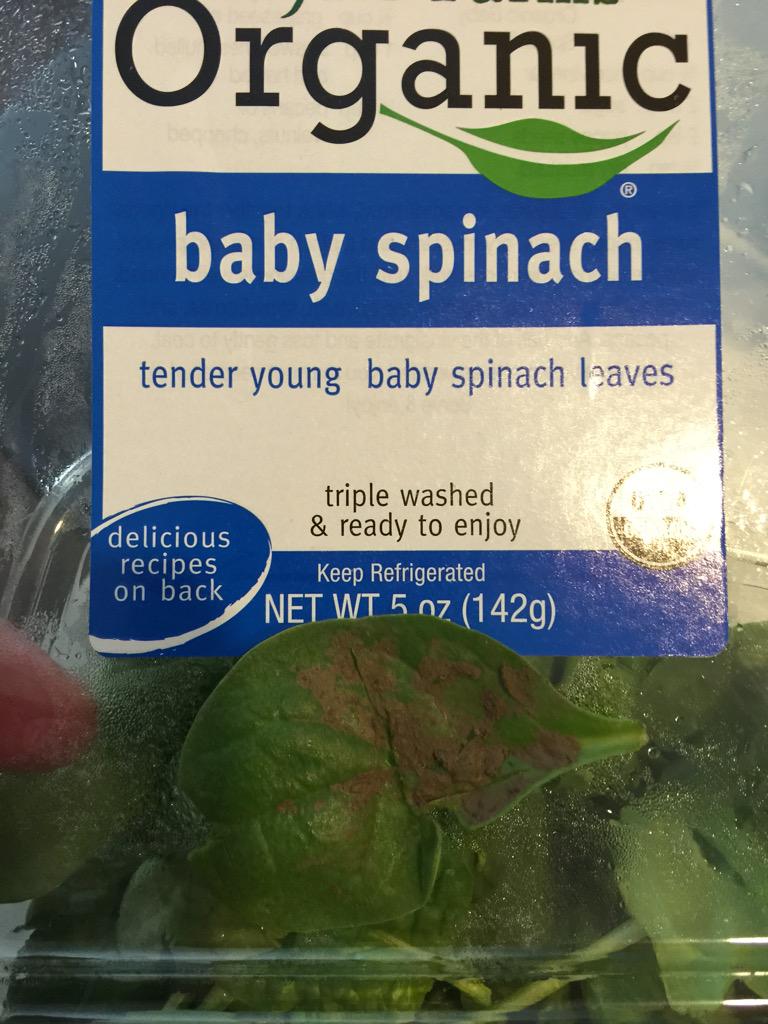 Organic
®
baby spinach
tender young baby spinach leaves
triple washed
& ready to enjoy
delicious
recipes
on back
Keep Refrigerated
NET WT 5 oz (142g)